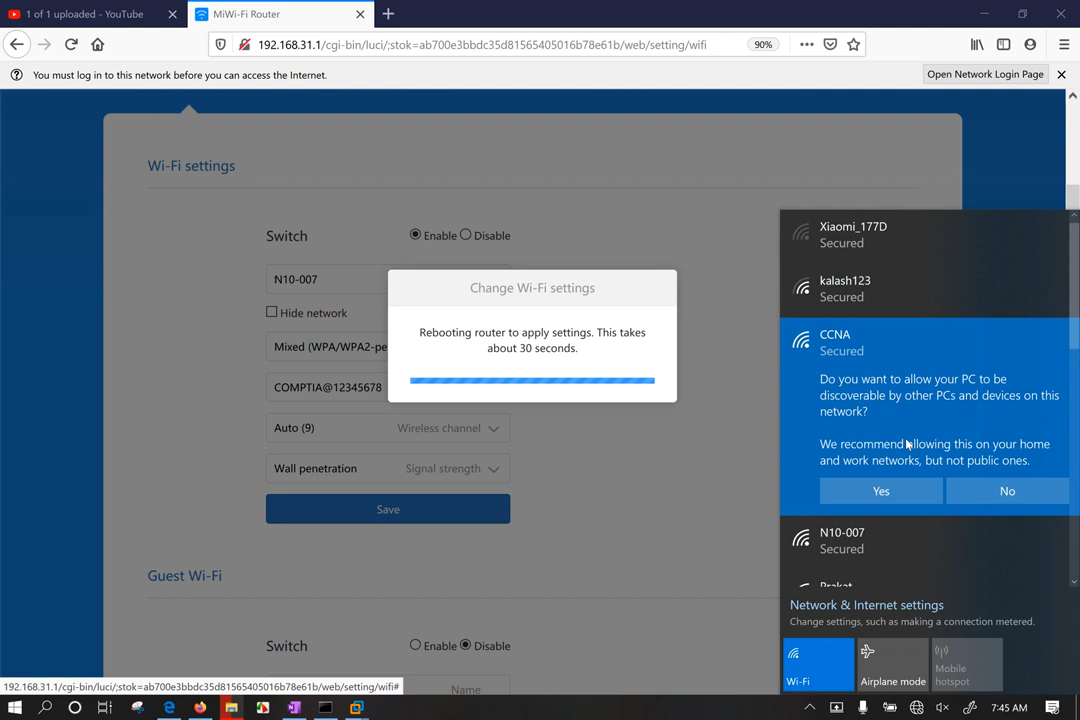 1 of 1 uploaded - YouTube
MiWi-Fi Router
192.168.31.1/cgi-bin/luci/;stok=ab700e3bbdc35d81565405016b78e61b/web/setting/wifi
90%
You must log in to this network before you can access the Internet.
Open Network Login Page
Wi-Fi settings
Switch
Enable
Disable
N10-007
Hide network
Mixed (WPA/WPA2-pe
COMPTIA@12345678
Auto (9)
Wireless channel
Wall penetration
Signal strength
Save
Guest Wi-Fi
Switch
Enable
Disable
Name
Change Wi-Fi settings
Rebooting router to apply settings. This takes
about 30 seconds.
Xiaomi_177D
Secured
kalash123
Secured
CCNA
Secured
Do you want to allow your PC to be
discoverable by other PCs and devices on this
network?
We recommend allowing this on your home
and work networks, but not public ones.
Yes
No
N10-007
Secured
Prakat
Network & Internet settings
Change settings, such as making a connection metered.
Wi-Fi
Airplane mode
Mobile
hotspot
192.168.31.1/cgi-bin/luci/;stok=ab700e3bbdc35d81565405016b78e61b/web/setting/wifi#
7:45 AM